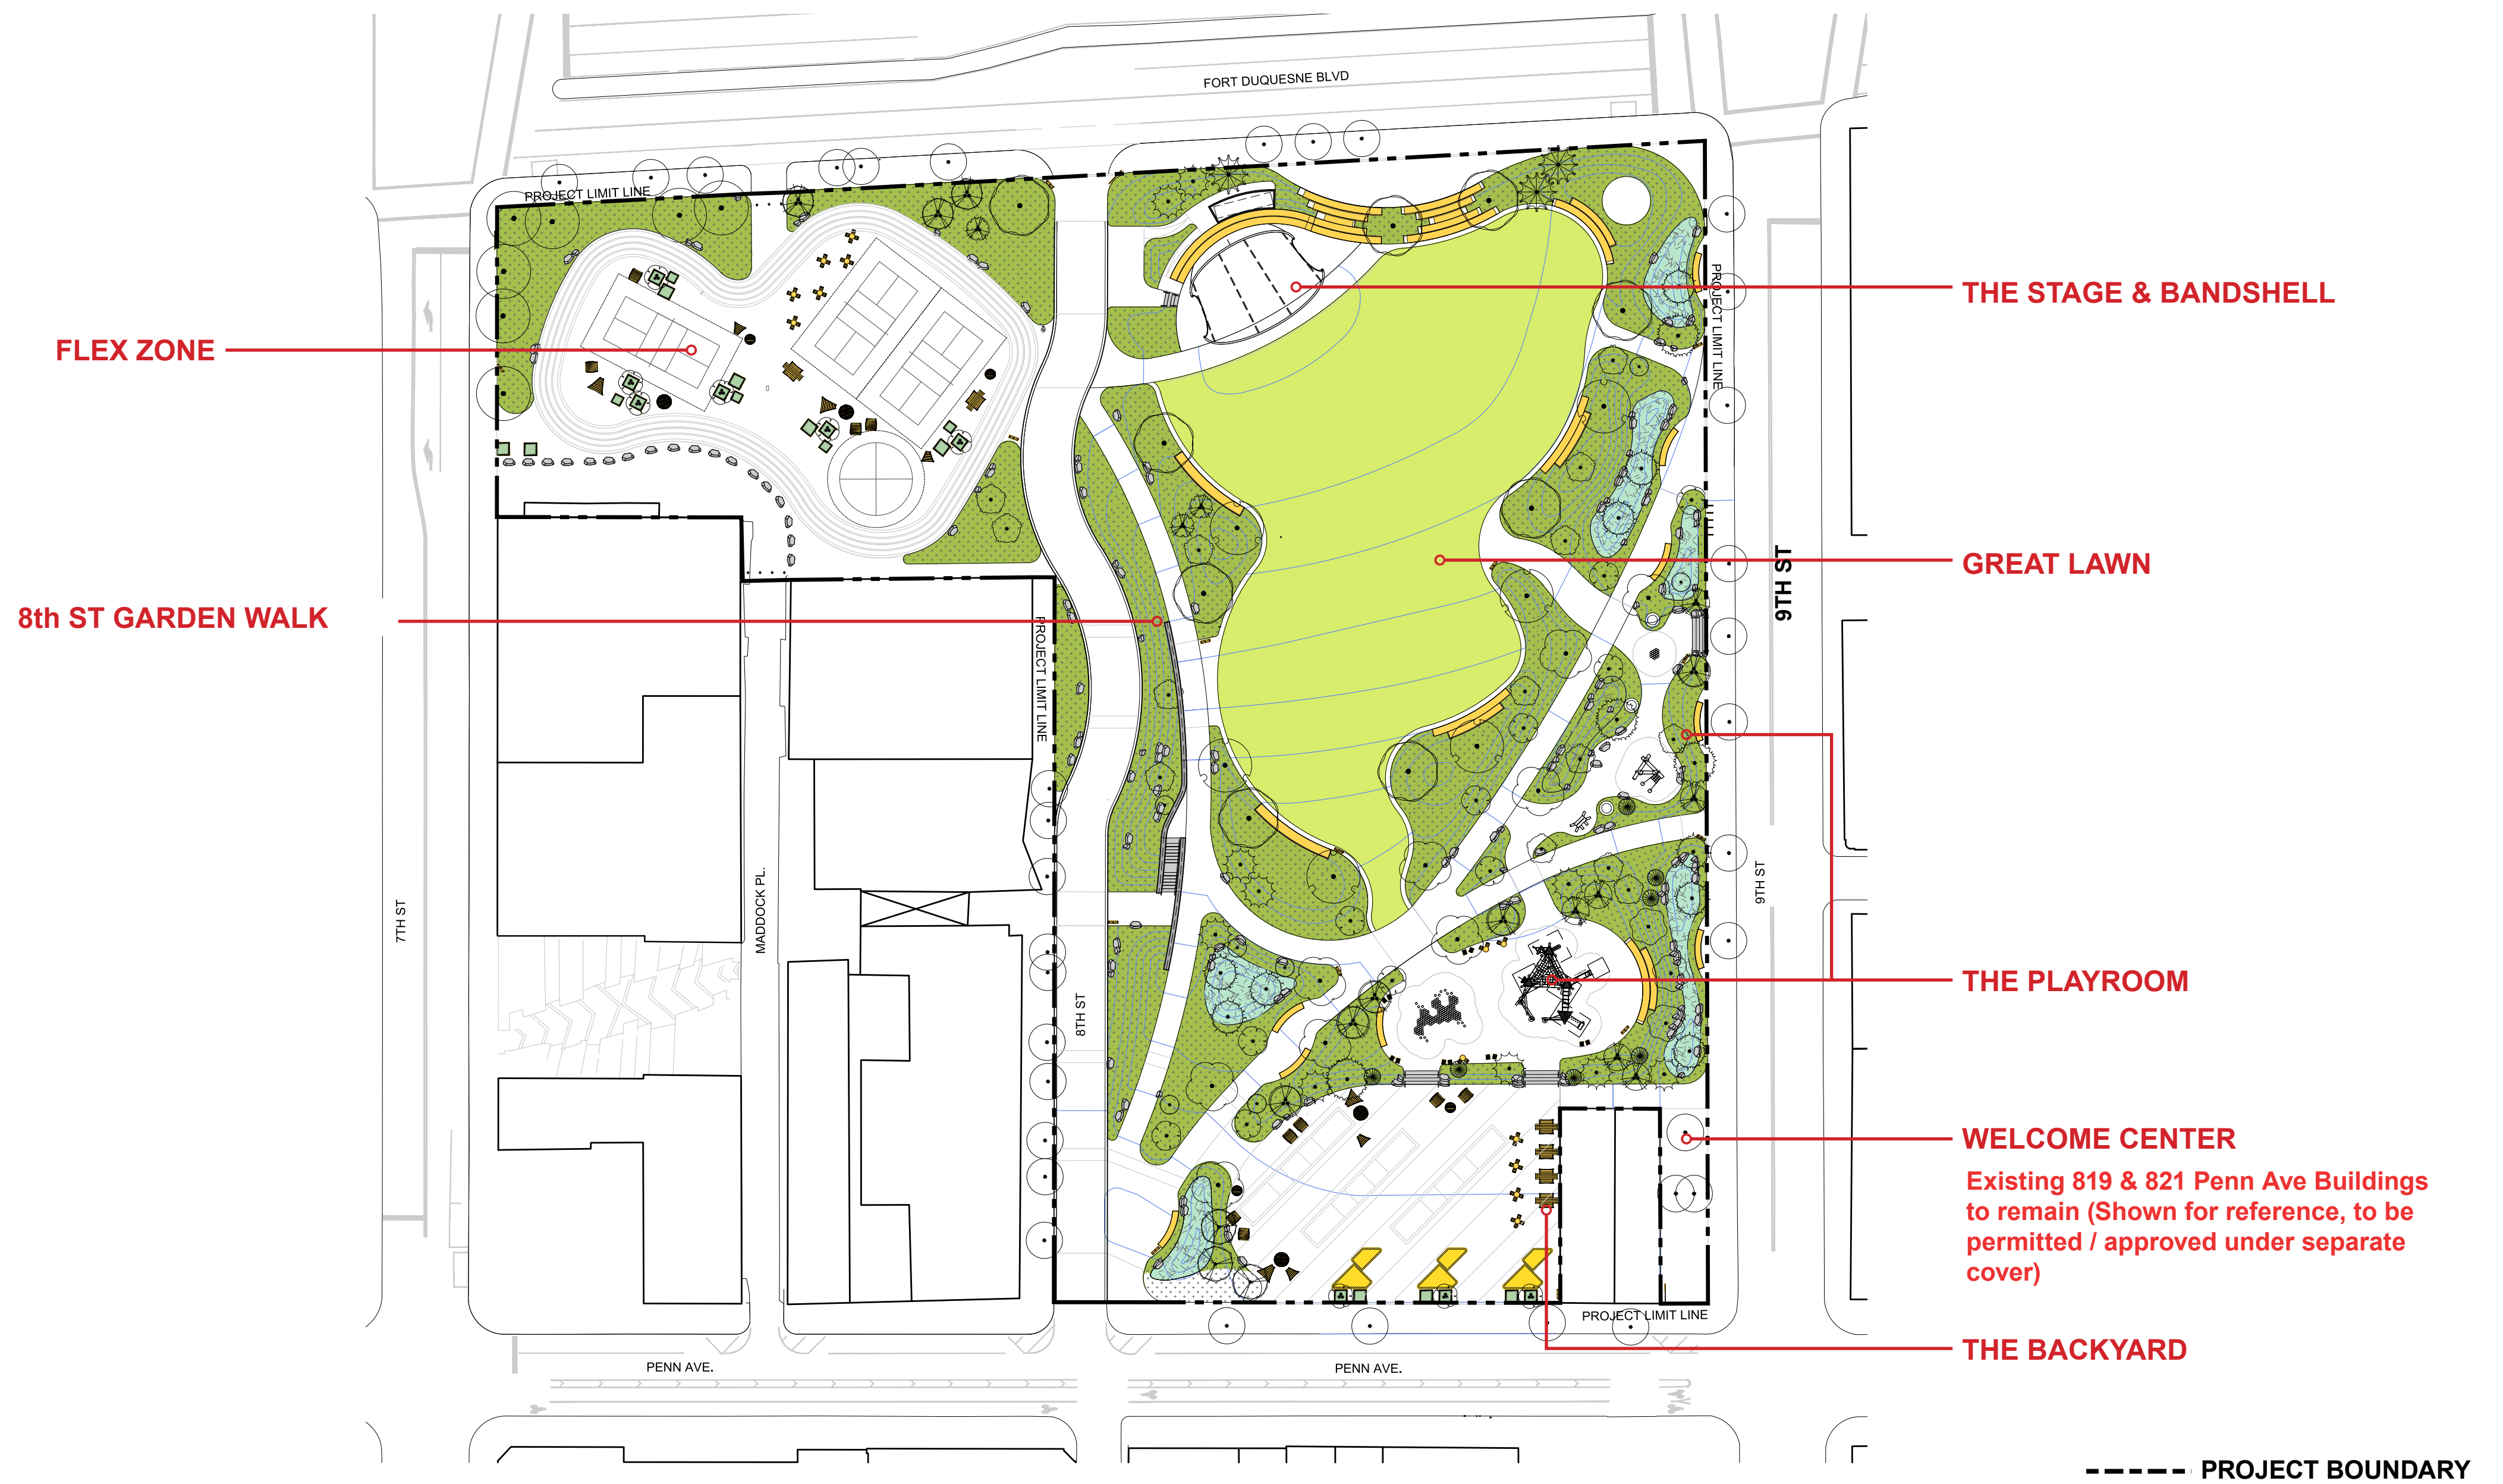 FORT DUQUESNE BLVD
PROJECT LIMIT LINE
PROJECT LIMIT LINE
THE STAGE & BANDSHELL
FLEX ZONE
GREAT LAWN
9TH ST
8th ST GARDEN WALK
PROJECT LIMIT LINE
7TH ST
MADDOCK PL.
8TH ST
9TH ST
THE PLAYROOM
WELCOME CENTER
Existing 819 & 821 Penn Ave Buildings
to remain (Shown for reference, to be
permitted / approved under separate
cover)
PROJECT LIMIT LINE
THE BACKYARD
PENN AVE.
PENN AVE.
PROJECT BOUNDARY